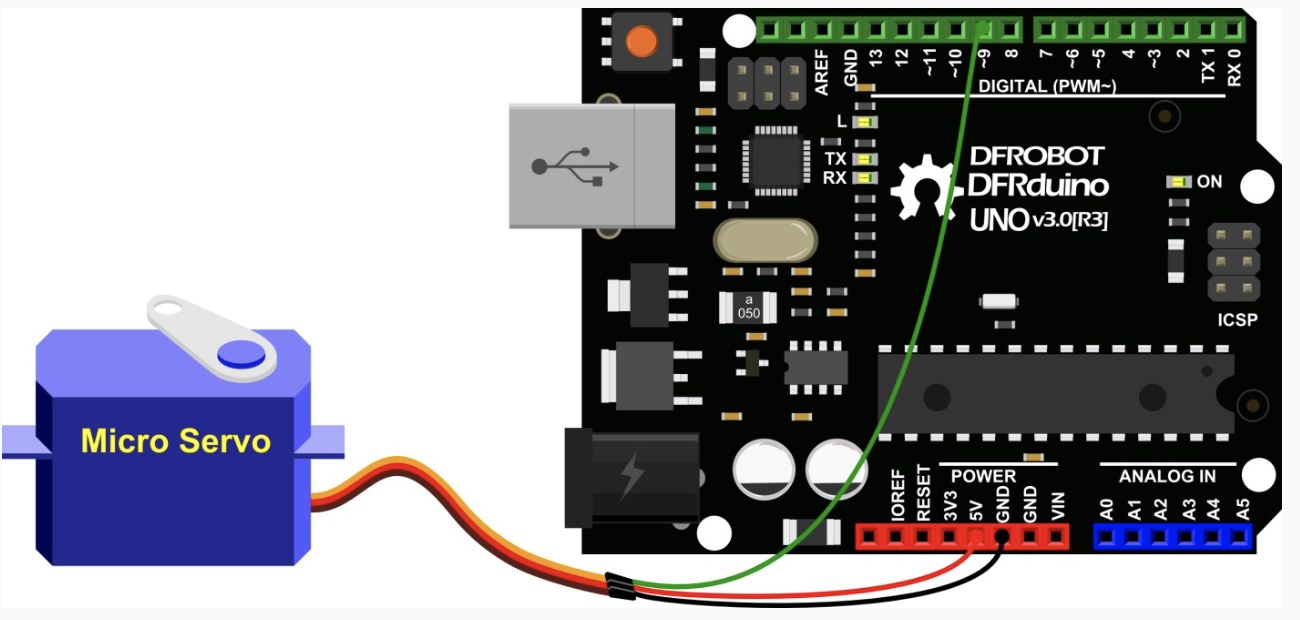 AREF
GND
13
12
~11
~10
~9
8
7
~6
~5
4
~3
2
TX 1
RX 0
DIGITAL (PWM~)
L
TX
RX
DFROBOT
DFRduino
UNO v3.0[R3]
ON
ICSP
a
050
Micro Servo
POWER
ANALOG IN
IOREF
RESET
3V3
5V
GND
GND
VIN
A0
A1
A2
A3
A4
A5